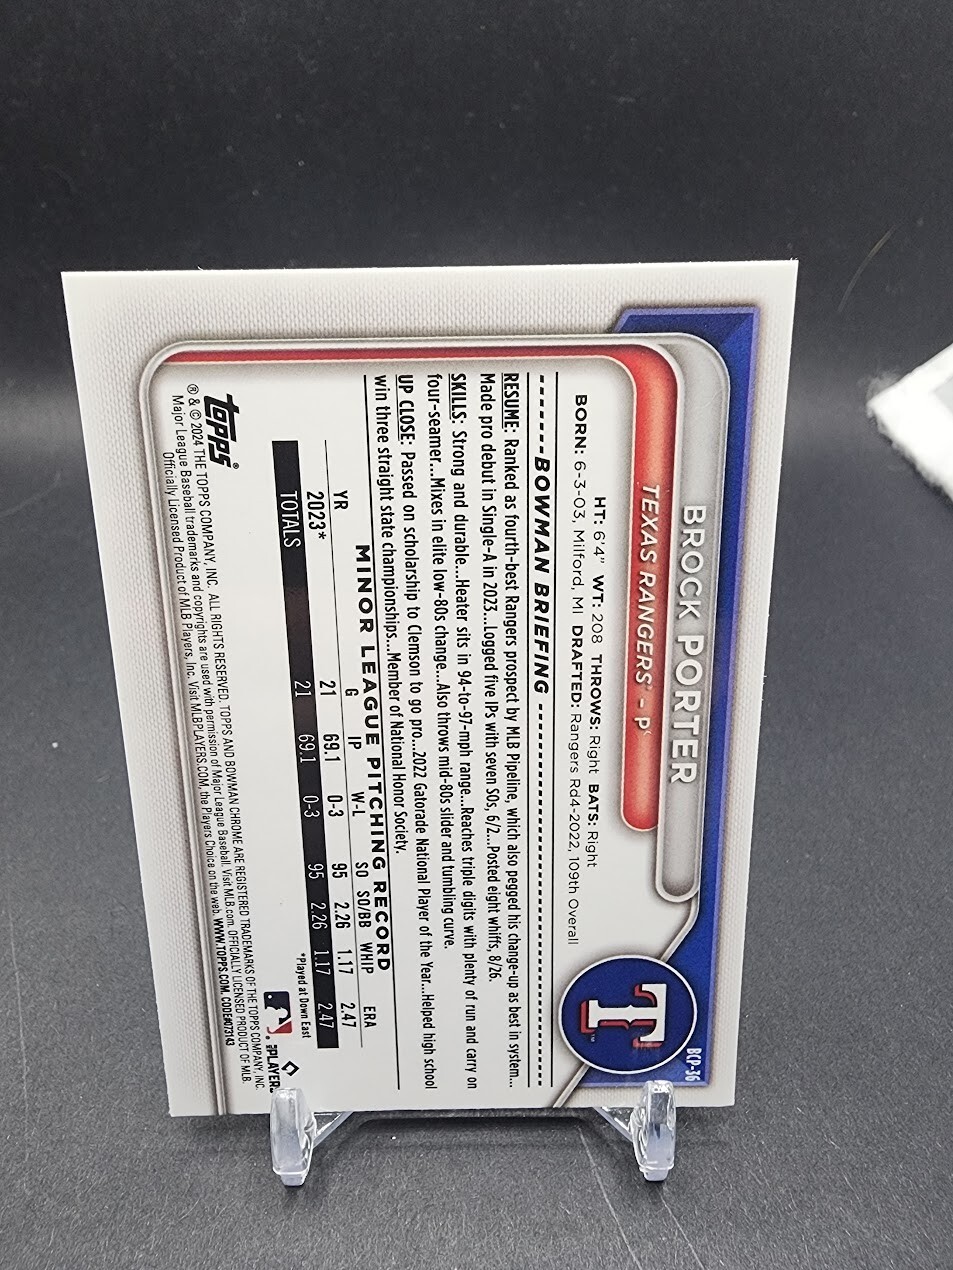 BCP-36
BROCK PORTER
TEXAS RANGERS® – P
T
HT: 6'4" WT: 208 THROWS: Right BATS: Right
BORN: 6-3-03, Milford, MI DRAFTED: Rangers Rd4-2022, 109th Overall
BOWMAN BRIEFING
RESUME: Ranked as fourth-best Rangers prospect by MLB Pipeline, which also pegged his change-up as best in system...
Made pro debut in Single-A in 2023...Logged five IPs with seven SOs, 6/2...Posted eight whiffs, 8/26.
SKILLS: Strong and durable...Heater sits in 94-to-97-mph range...Reaches triple digits with plenty of run and carry on
four-seamer...Mixes in elite low-80s change...Also throws mid-80s slider and tumbling curve.
UP CLOSE: Passed on scholarship to Clemson to go pro...2022 Gatorade National Player of the Year...Helped high school
win three straight state championships...Member of National Honor Society.
MINOR LEAGUE PITCHING RECORD
YR G IP W-L SO SO/BB WHIP ERA
2023* 21 69.1 0-3 95 2.26 1.17 2.47
TOTALS 21 69.1 0-3 95 2.26 1.17 2.47
*Played at Down East
topps®
® & © 2024 THE TOPPS COMPANY, INC. ALL RIGHTS RESERVED. TOPPS AND BOWMAN CHROME ARE REGISTERED TRADEMARKS OF THE TOPPS COMPANY, INC.
Major League Baseball trademarks and copyrights are used with permission of Major League Baseball. Visit MLB.com. OFFICIALLY LICENSED PRODUCT OF MLB.
Officially Licensed Product of MLB Players, Inc. Visit MLBPLAYERS.COM, the Players Choice on the web. WWW.TOPPS.COM. CODE#073143